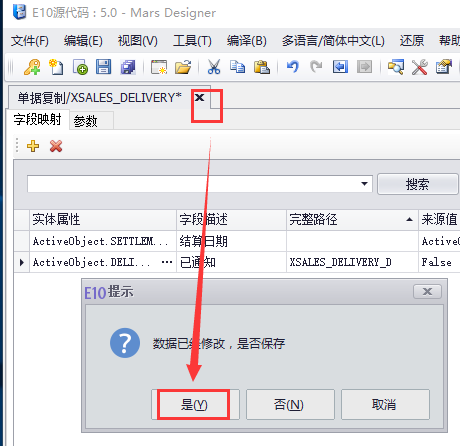 E10源代码 : 5.0 - Mars Designer
文件(F) 编辑(E) 视图(V) 工具(T) 编译(B) 多语言/简体中文(L) 还原 帮助
单据复制/XSALES_DELIVERY*
字段映射 参数
搜索
实体属性 字段描述 完整路径 来源值
ActiveObject.SETTLEM... 结算日期 Active
ActiveObject.DELI... ... 已通知 XSALES_DELIVERY_D False
E10提示
数据已经修改，是否保存
是(Y) 否(N) 取消